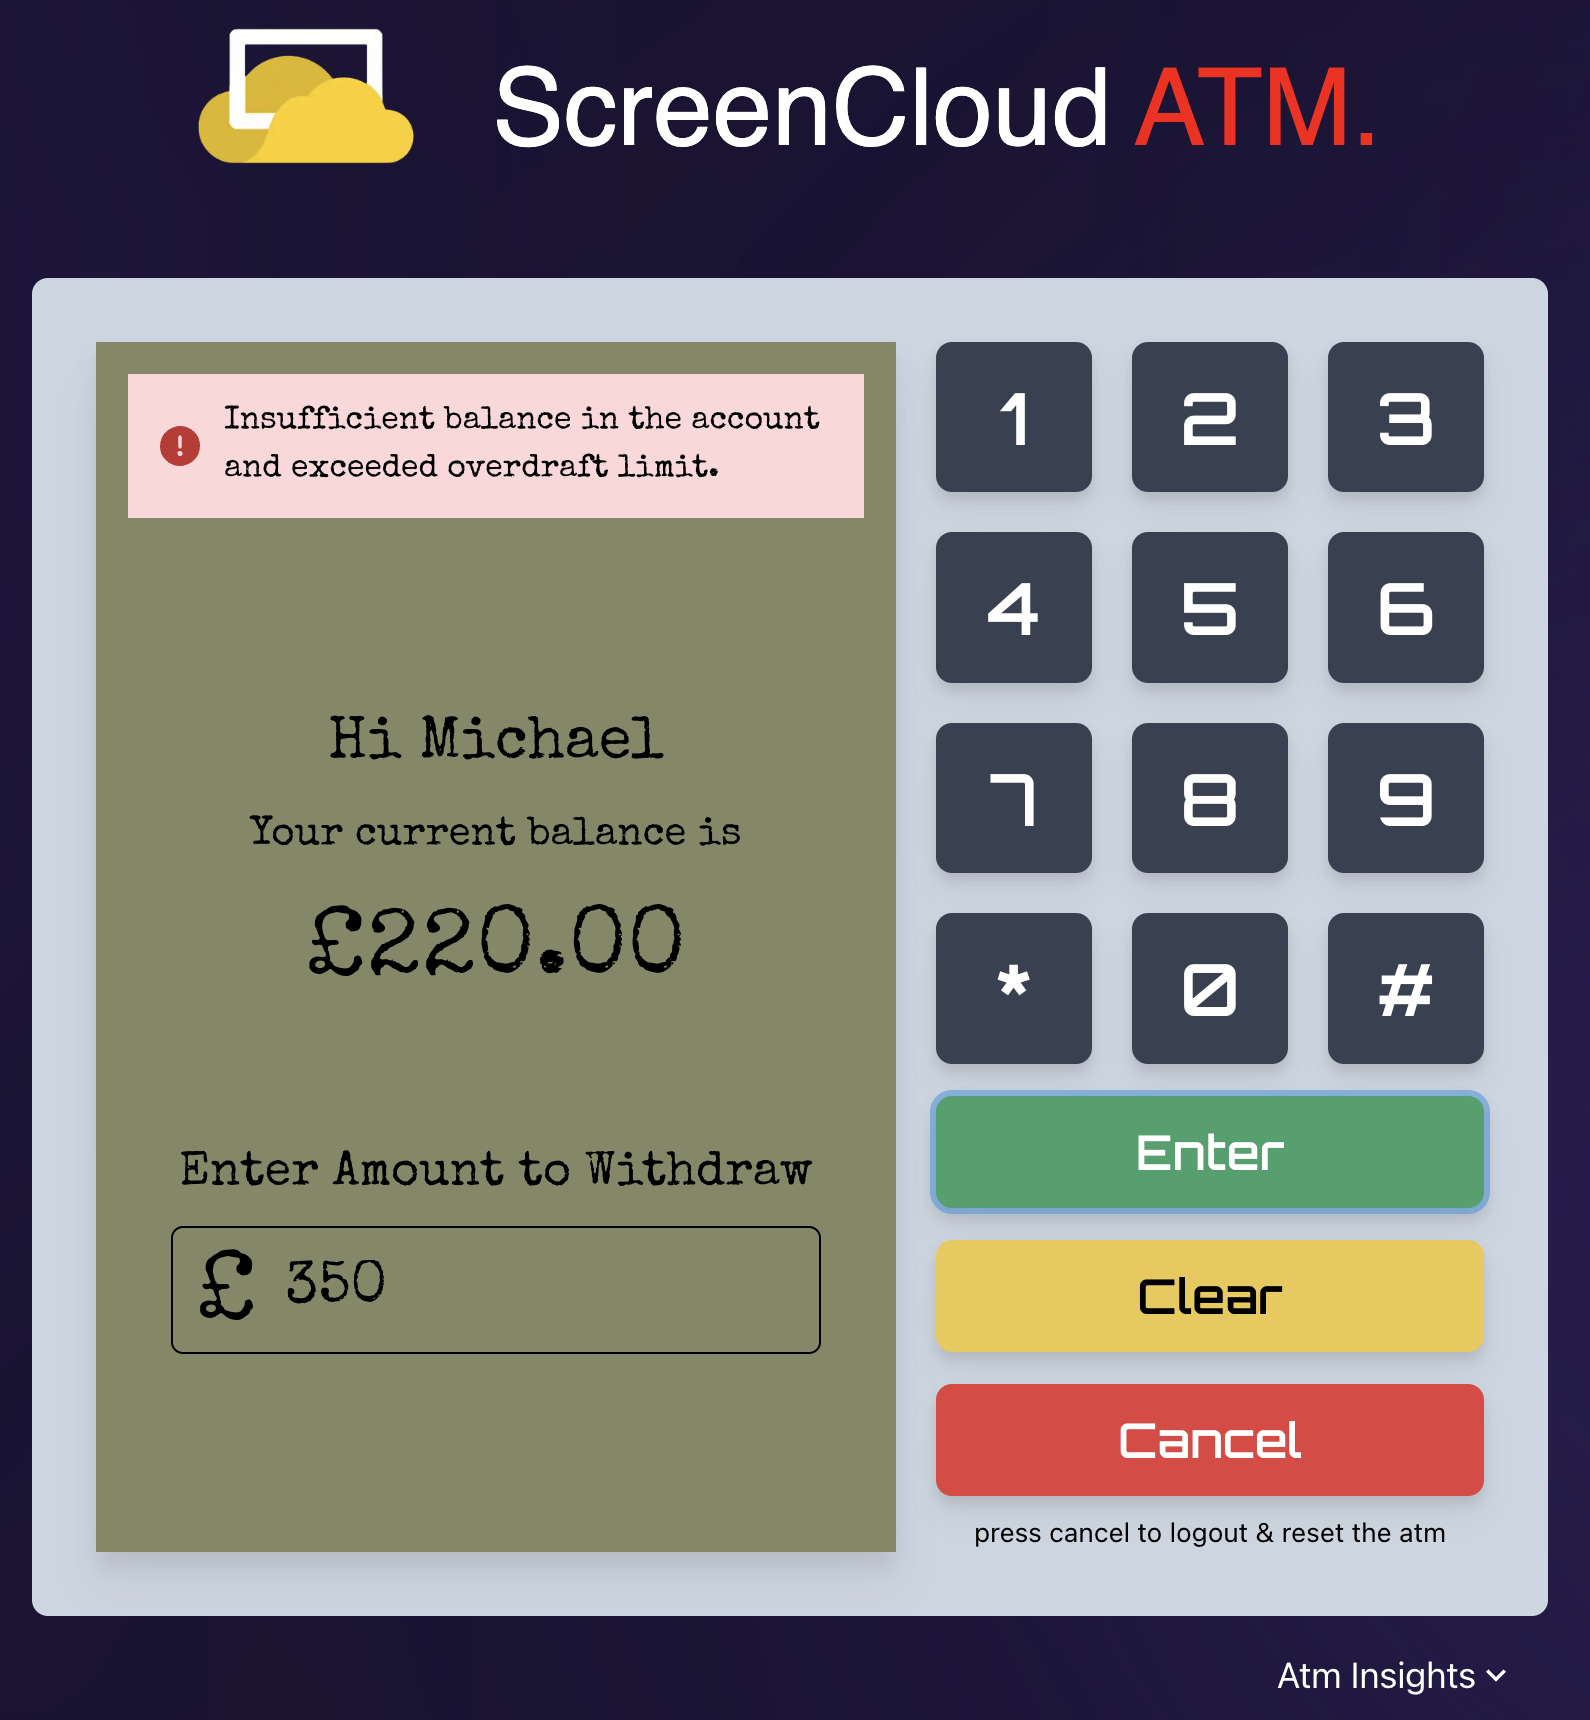 ScreenCloud ATM.
Insufficient balance in the account
and exceeded overdraft limit.
Hi Michael
Your current balance is
£220.00
Enter Amount to Withdraw
£ 350
1 2 3
4 5 6
7 8 9
* 0 #
Enter
Clear
Cancel
press cancel to logout & reset the atm
Atm Insights